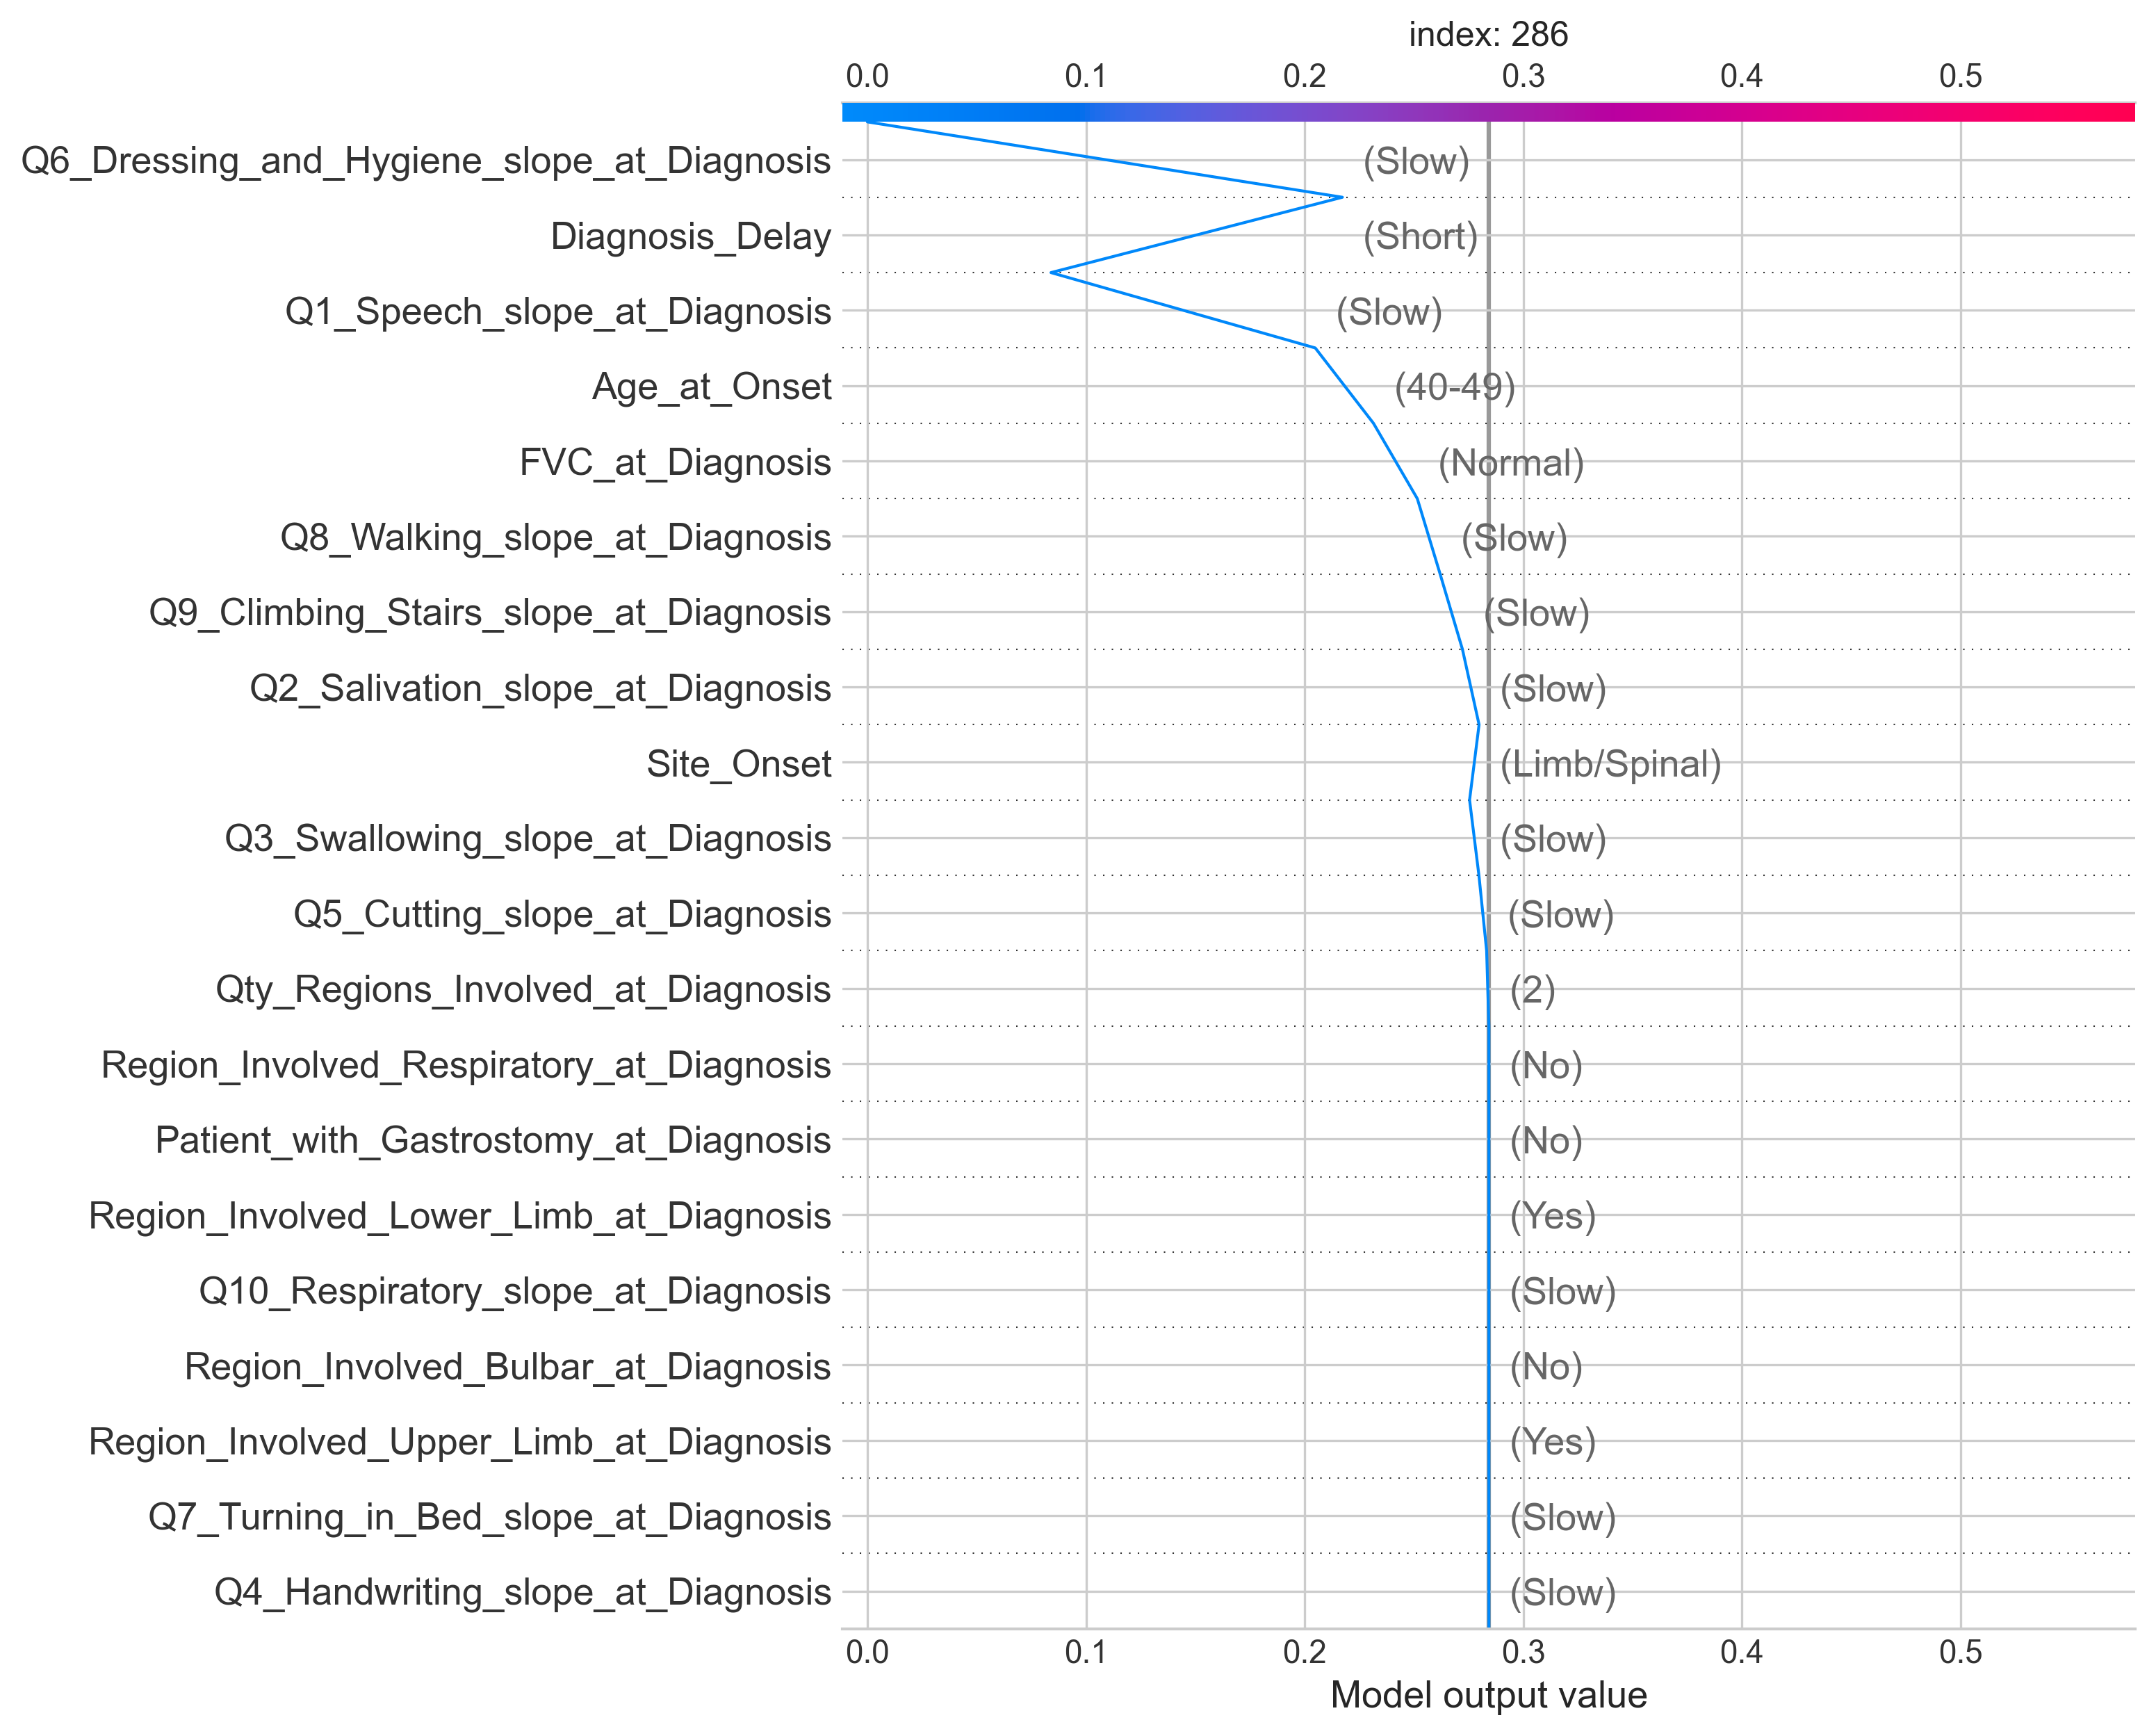 index: 286
0.0 0.1 0.2 0.3 0.4 0.5
Q6_Dressing_and_Hygiene_slope_at_Diagnosis (Slow)
Diagnosis_Delay (Short)
Q1_Speech_slope_at_Diagnosis (Slow)
Age_at_Onset (40-49)
FVC_at_Diagnosis (Normal)
Q8_Walking_slope_at_Diagnosis (Slow)
Q9_Climbing_Stairs_slope_at_Diagnosis (Slow)
Q2_Salivation_slope_at_Diagnosis (Slow)
Site_Onset (Limb/Spinal)
Q3_Swallowing_slope_at_Diagnosis (Slow)
Q5_Cutting_slope_at_Diagnosis (Slow)
Qty_Regions_Involved_at_Diagnosis (2)
Region_Involved_Respiratory_at_Diagnosis (No)
Patient_with_Gastrostomy_at_Diagnosis (No)
Region_Involved_Lower_Limb_at_Diagnosis (Yes)
Q10_Respiratory_slope_at_Diagnosis (Slow)
Region_Involved_Bulbar_at_Diagnosis (No)
Region_Involved_Upper_Limb_at_Diagnosis (Yes)
Q7_Turning_in_Bed_slope_at_Diagnosis (Slow)
Q4_Handwriting_slope_at_Diagnosis (Slow)
0.0 0.1 0.2 0.3 0.4 0.5
Model output value